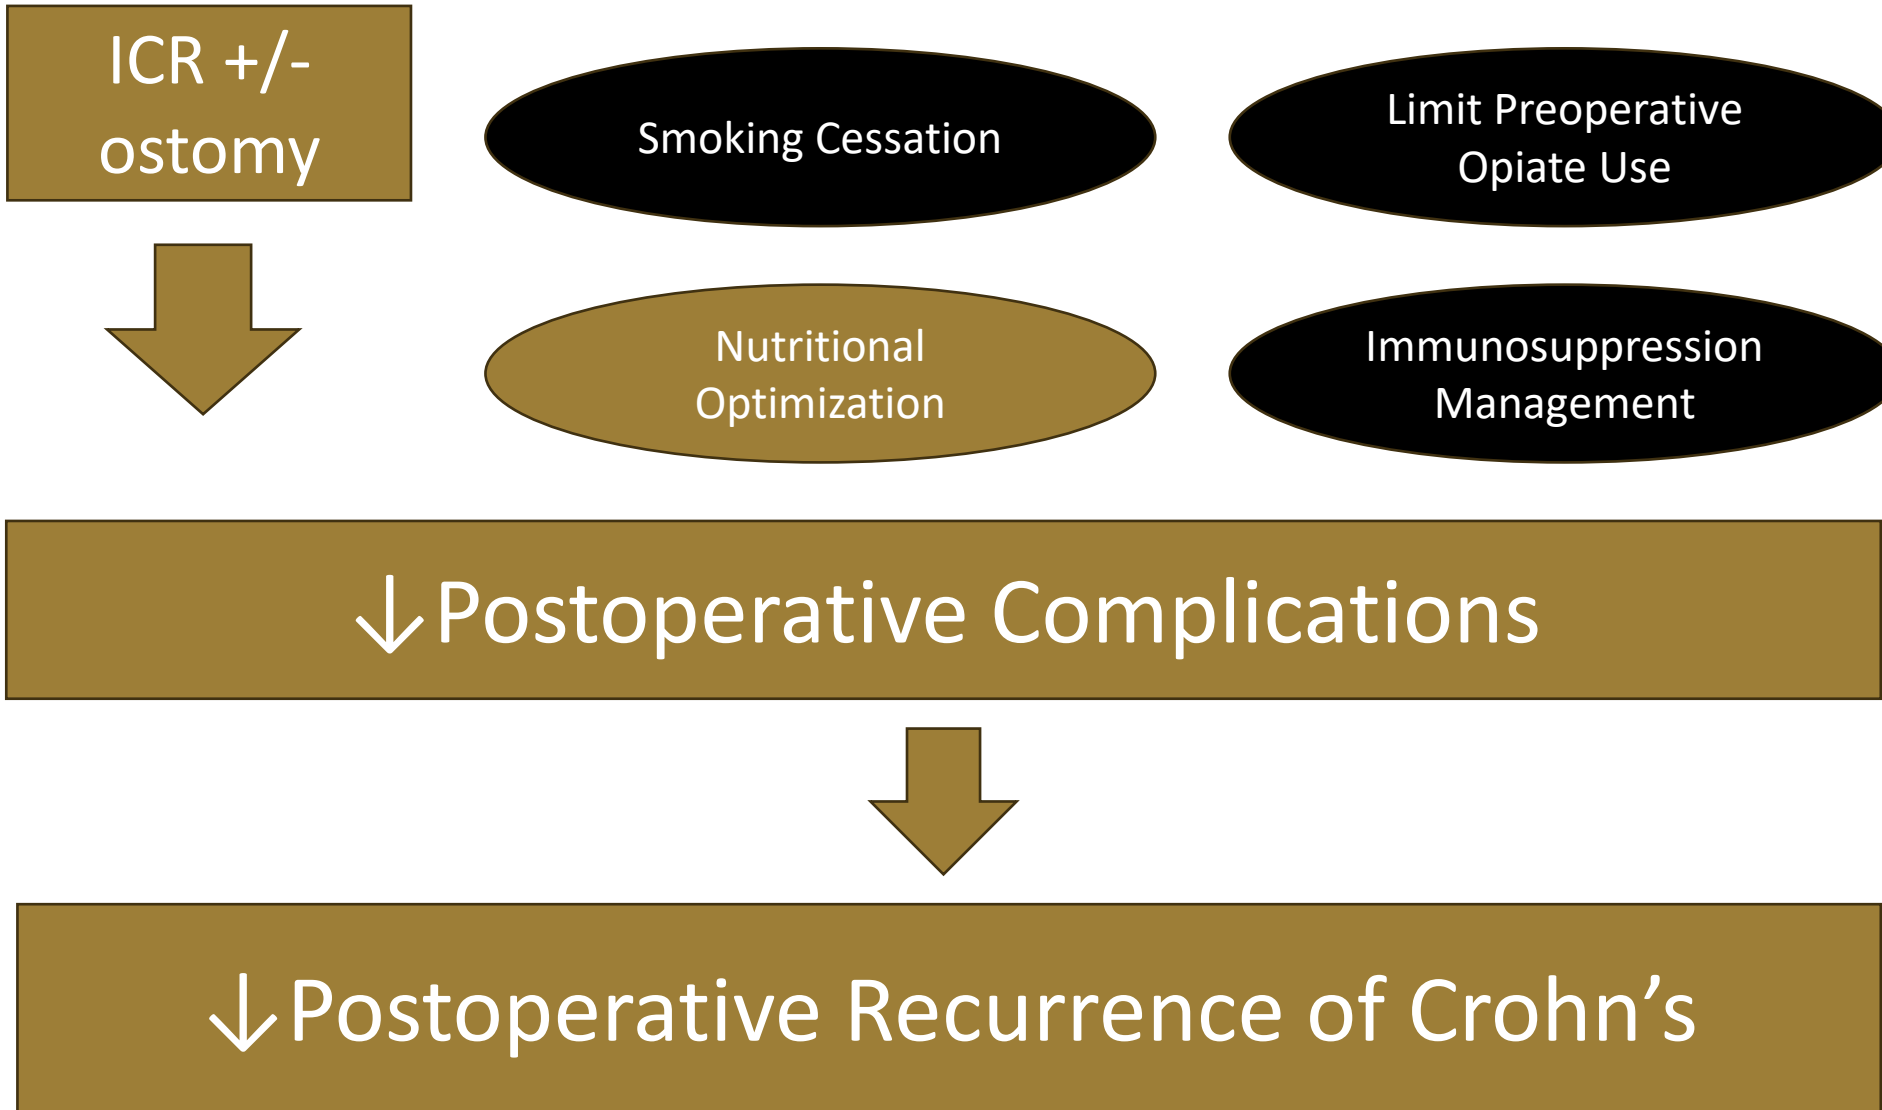 ICR +/-
ostomy
Smoking Cessation
Limit Preoperative
Opiate Use
Nutritional
Optimization
Immunosuppression
Management
↓Postoperative Complications
↓Postoperative Recurrence of Crohn’s